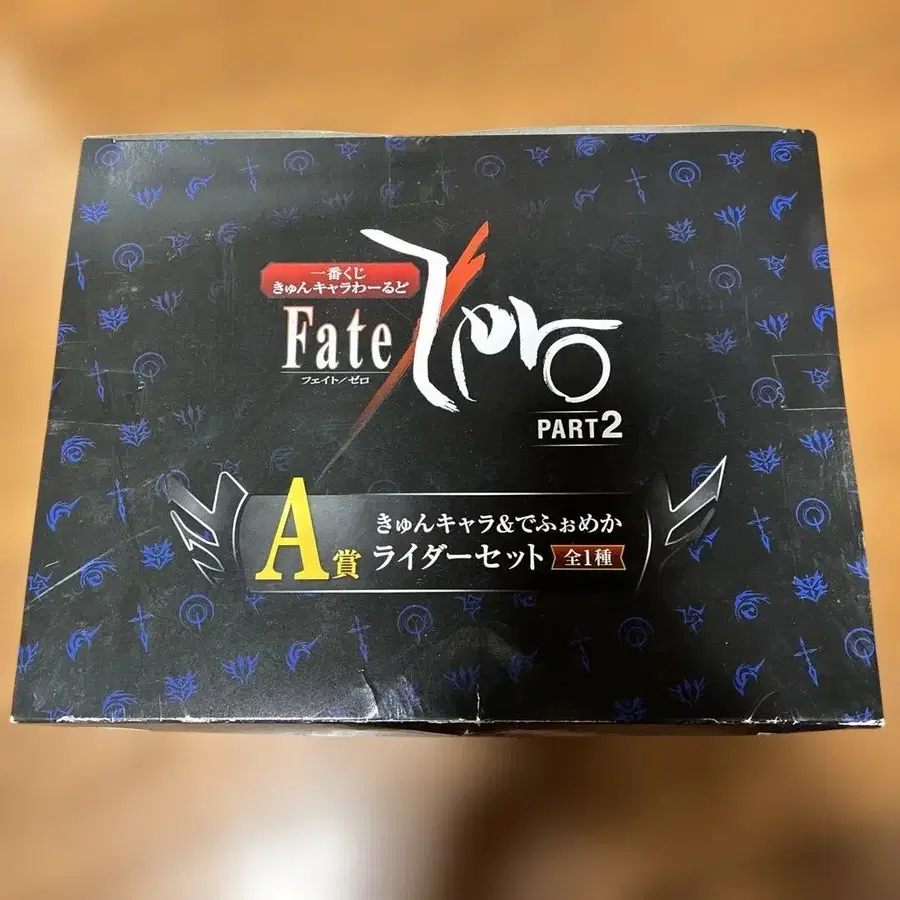 一番くじ
きゅんキャラわーるど
Fate/Zero
フェイト/ゼロ
PART2
A賞
きゅんキャラ&でふぉめか
ライダーセット 全1種